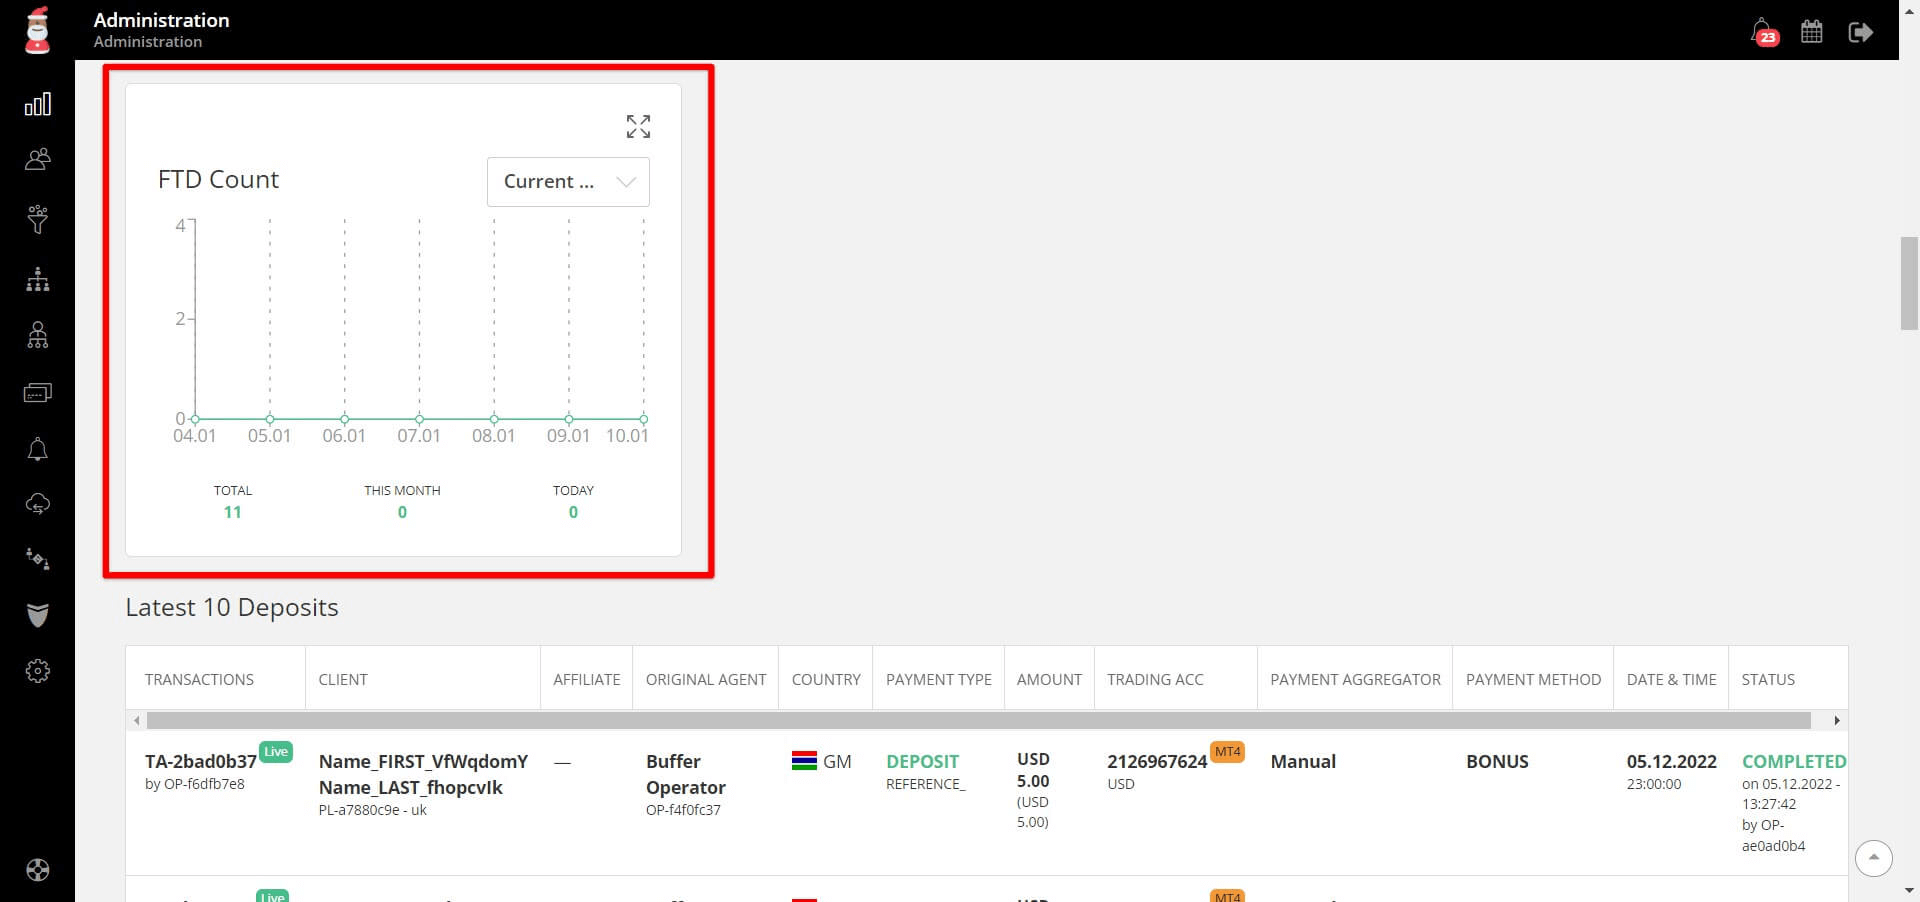 Administration
Administration
23
FTD Count
Current ...
4
2
0
04.01 05.01 06.01 07.01 08.01 09.01 10.01
TOTAL THIS MONTH TODAY
11 0 0
Latest 10 Deposits
TRANSACTIONS CLIENT AFFILIATE ORIGINAL AGENT COUNTRY PAYMENT TYPE AMOUNT TRADING ACC PAYMENT AGGREGATOR PAYMENT METHOD DATE & TIME STATUS
TA-2bad0b37 Live
by OP-f6dfb7e8
Name_FIRST_VfWqdomY
Name_LAST_fhopcvIk
PL-a7880c9e - uk
—
Buffer
Operator
OP-f4f0fc37
GM
DEPOSIT
REFERENCE_
USD
5.00
(USD
5.00)
2126967624 MT4
USD
Manual
BONUS
05.12.2022
23:00:00
COMPLETED
on 05.12.2022 -
13:27:42
by OP-
ae0ad0b4
Live
USD
MT4